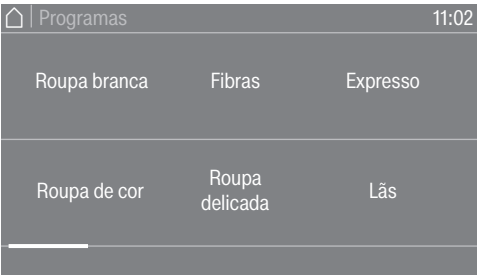 Programas 11:02
Roupa branca Fibras Expresso
Roupa de cor Roupa delicada Lãs